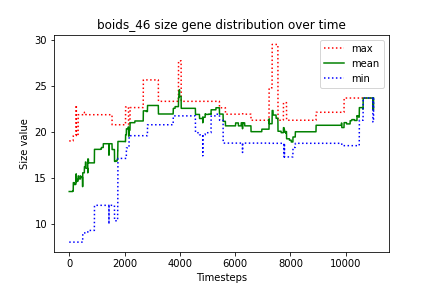 boids_46 size gene distribution over time
max
mean
min
Size value
30
25
20
15
10
0 2000 4000 6000 8000 10000
Timesteps